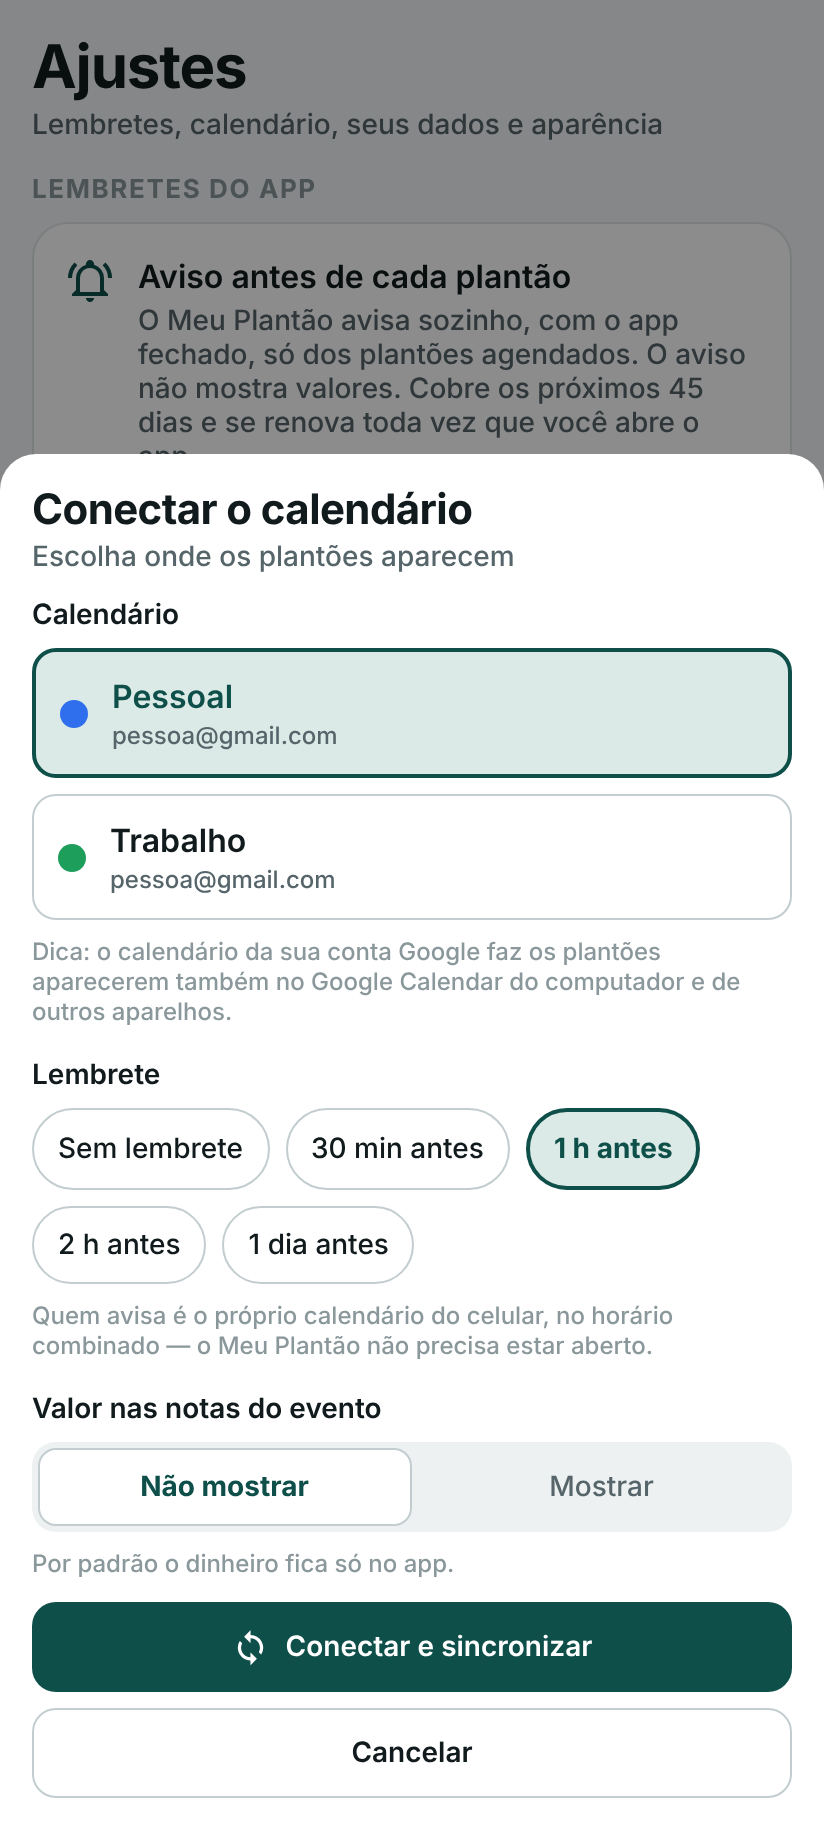 Ajustes
Lembretes, calendário, seus dados e aparência
LEMBRETES DO APP
Aviso antes de cada plantão
O Meu Plantão avisa sozinho, com o app
fechado, só dos plantões agendados. O aviso
não mostra valores. Cobre os próximos 45
dias e se renova toda vez que você abre o
Conectar o calendário
Escolha onde os plantões aparecem
Calendário
Pessoal
pessoa@gmail.com
Trabalho
pessoa@gmail.com
Dica: o calendário da sua conta Google faz os plantões
aparecerem também no Google Calendar do computador e de
outros aparelhos.
Lembrete
Sem lembrete
30 min antes
1 h antes
2 h antes
1 dia antes
Quem avisa é o próprio calendário do celular, no horário
combinado — o Meu Plantão não precisa estar aberto.
Valor nas notas do evento
Não mostrar
Mostrar
Por padrão o dinheiro fica só no app.
Conectar e sincronizar
Cancelar